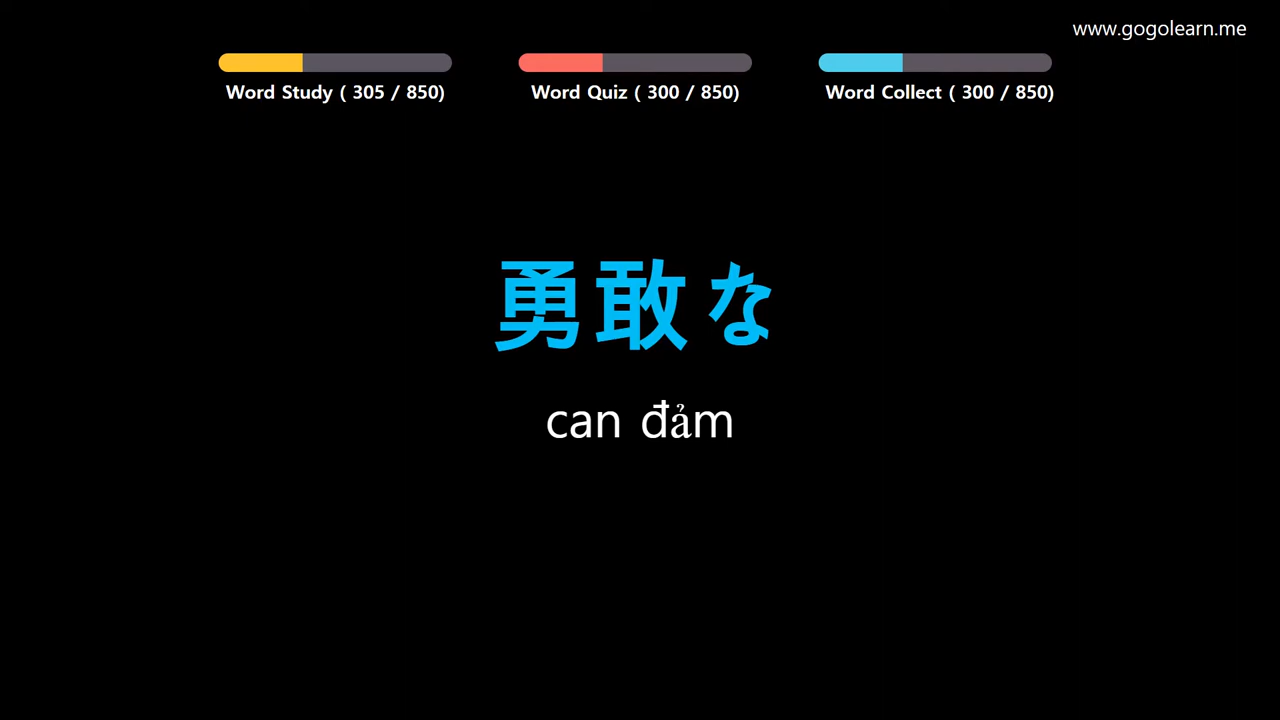 www.gogolearn.me
Word Study ( 305 / 850)
Word Quiz ( 300 / 850)
Word Collect ( 300 / 850)
勇敢な
can đảm